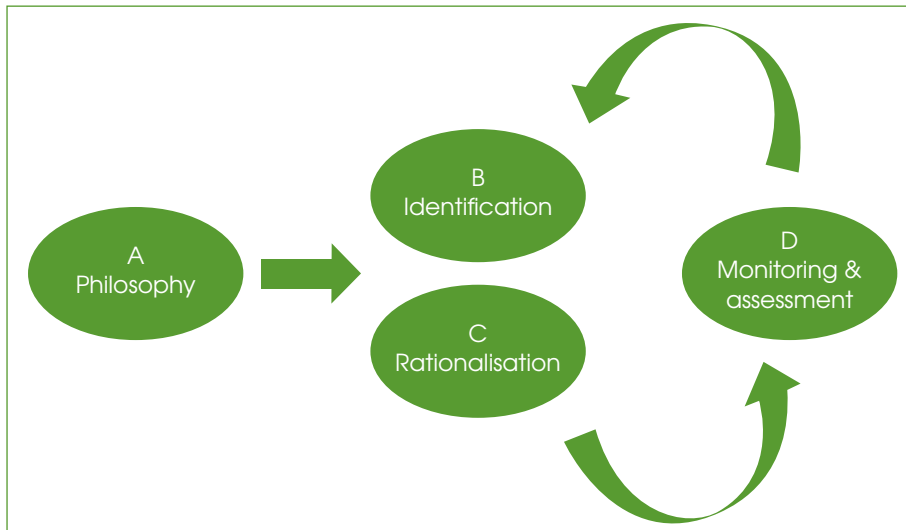 A
Philosophy
B
Identification
C
Rationalisation
D
Monitoring &
assessment